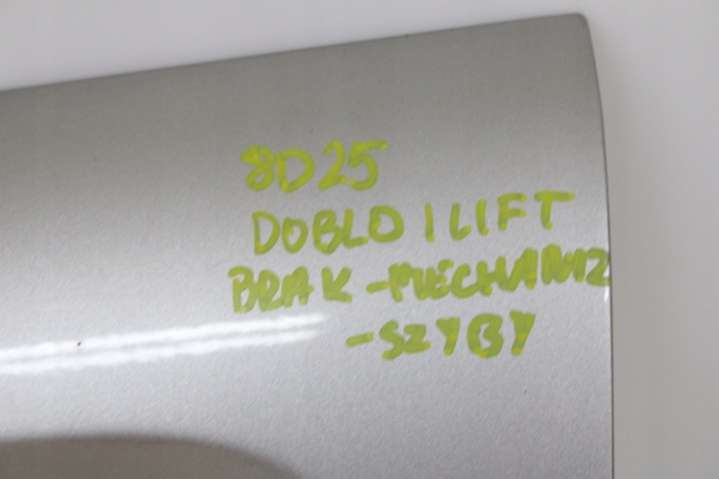 8D25
DOBLO I LIFT
BRAK - MECHANIZ
- SZYBY